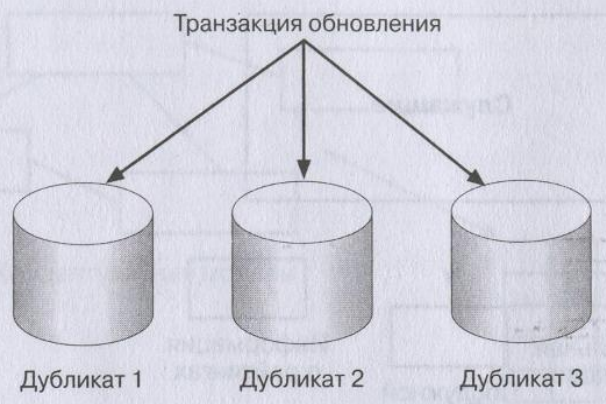 Транзакция обновления
Дубликат 1
Дубликат 2
Дубликат 3